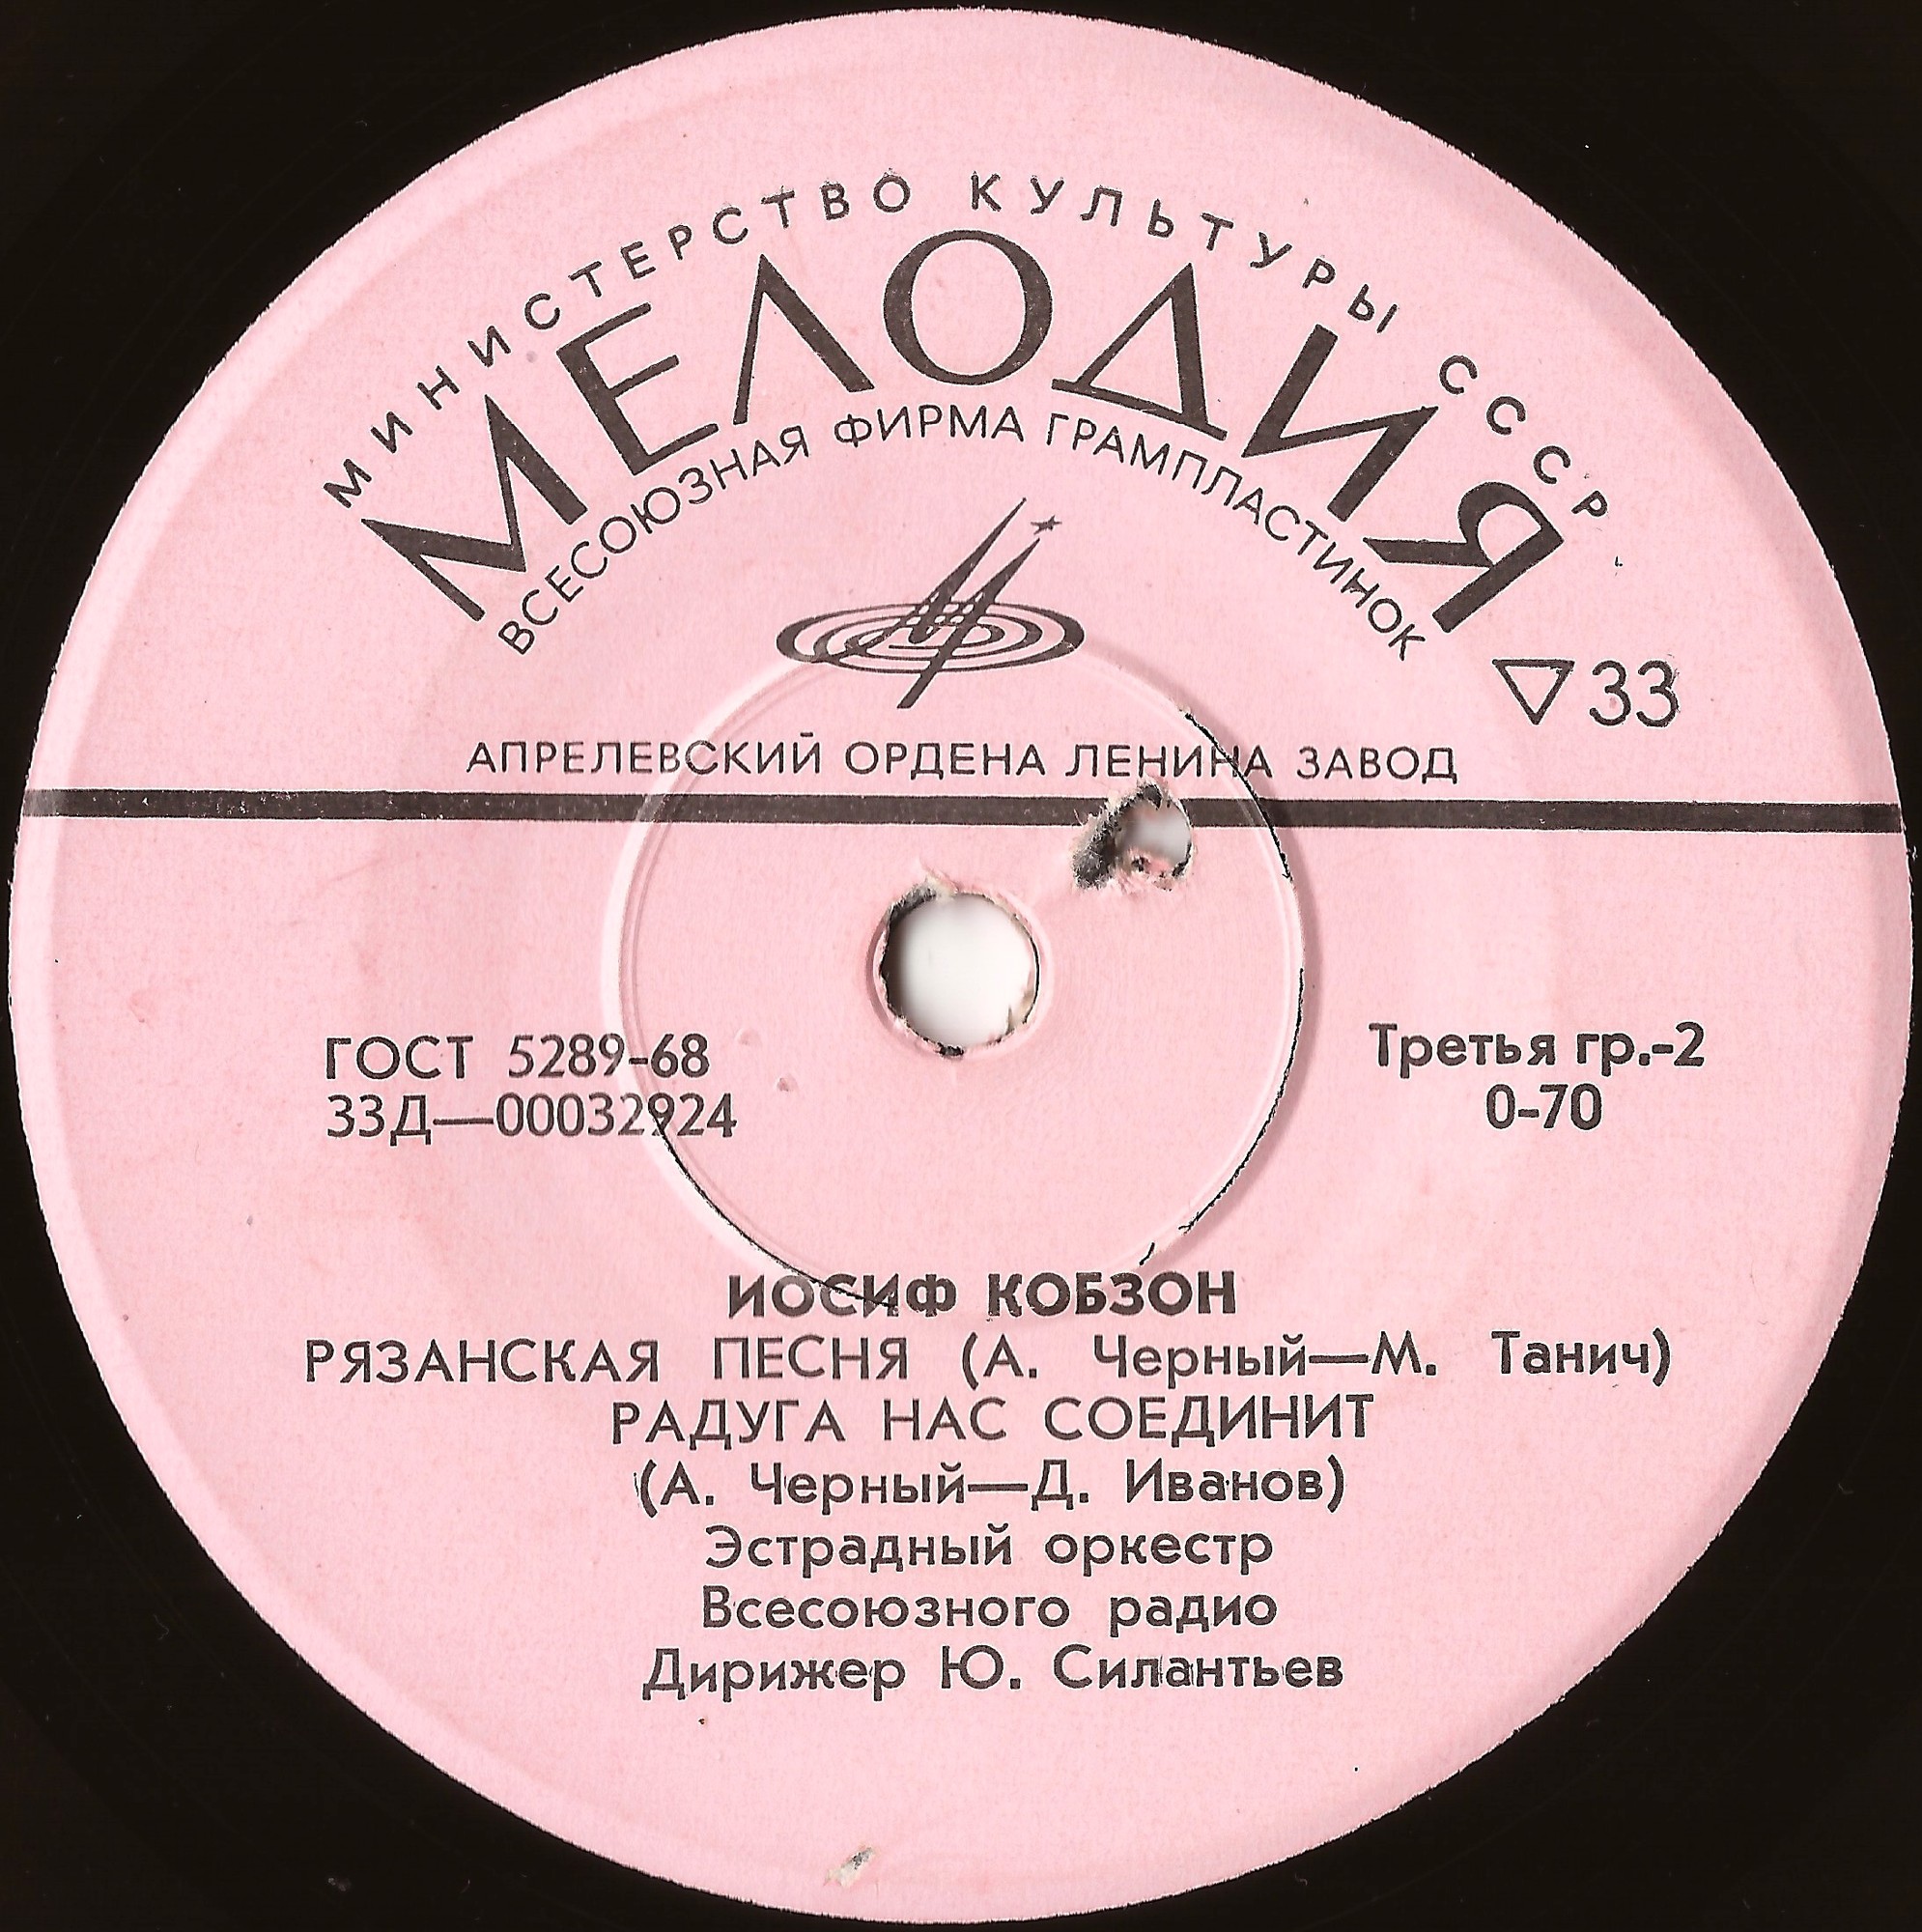 МИНИСТЕРСТВО КУЛЬТУРЫ СССР
МЕЛОДИЯ
ВСЕСОЮЗНАЯ ФИРМА ГРАМПЛАСТИНОК
▽33
АПРЕЛЕВСКИЙ ОРДЕНА ЛЕНИНА ЗАВОД
ГОСТ 5289-68
33Д—00032924
Третья гр.-2
0-70
ИОСИФ КОБЗОН
РЯЗАНСКАЯ ПЕСНЯ (А. Черный—М. Танич)
РАДУГА НАС СОЕДИНИТ
(А. Черный—Д. Иванов)
Эстрадный оркестр
Всесоюзного радио
Дирижер Ю. Силантьев